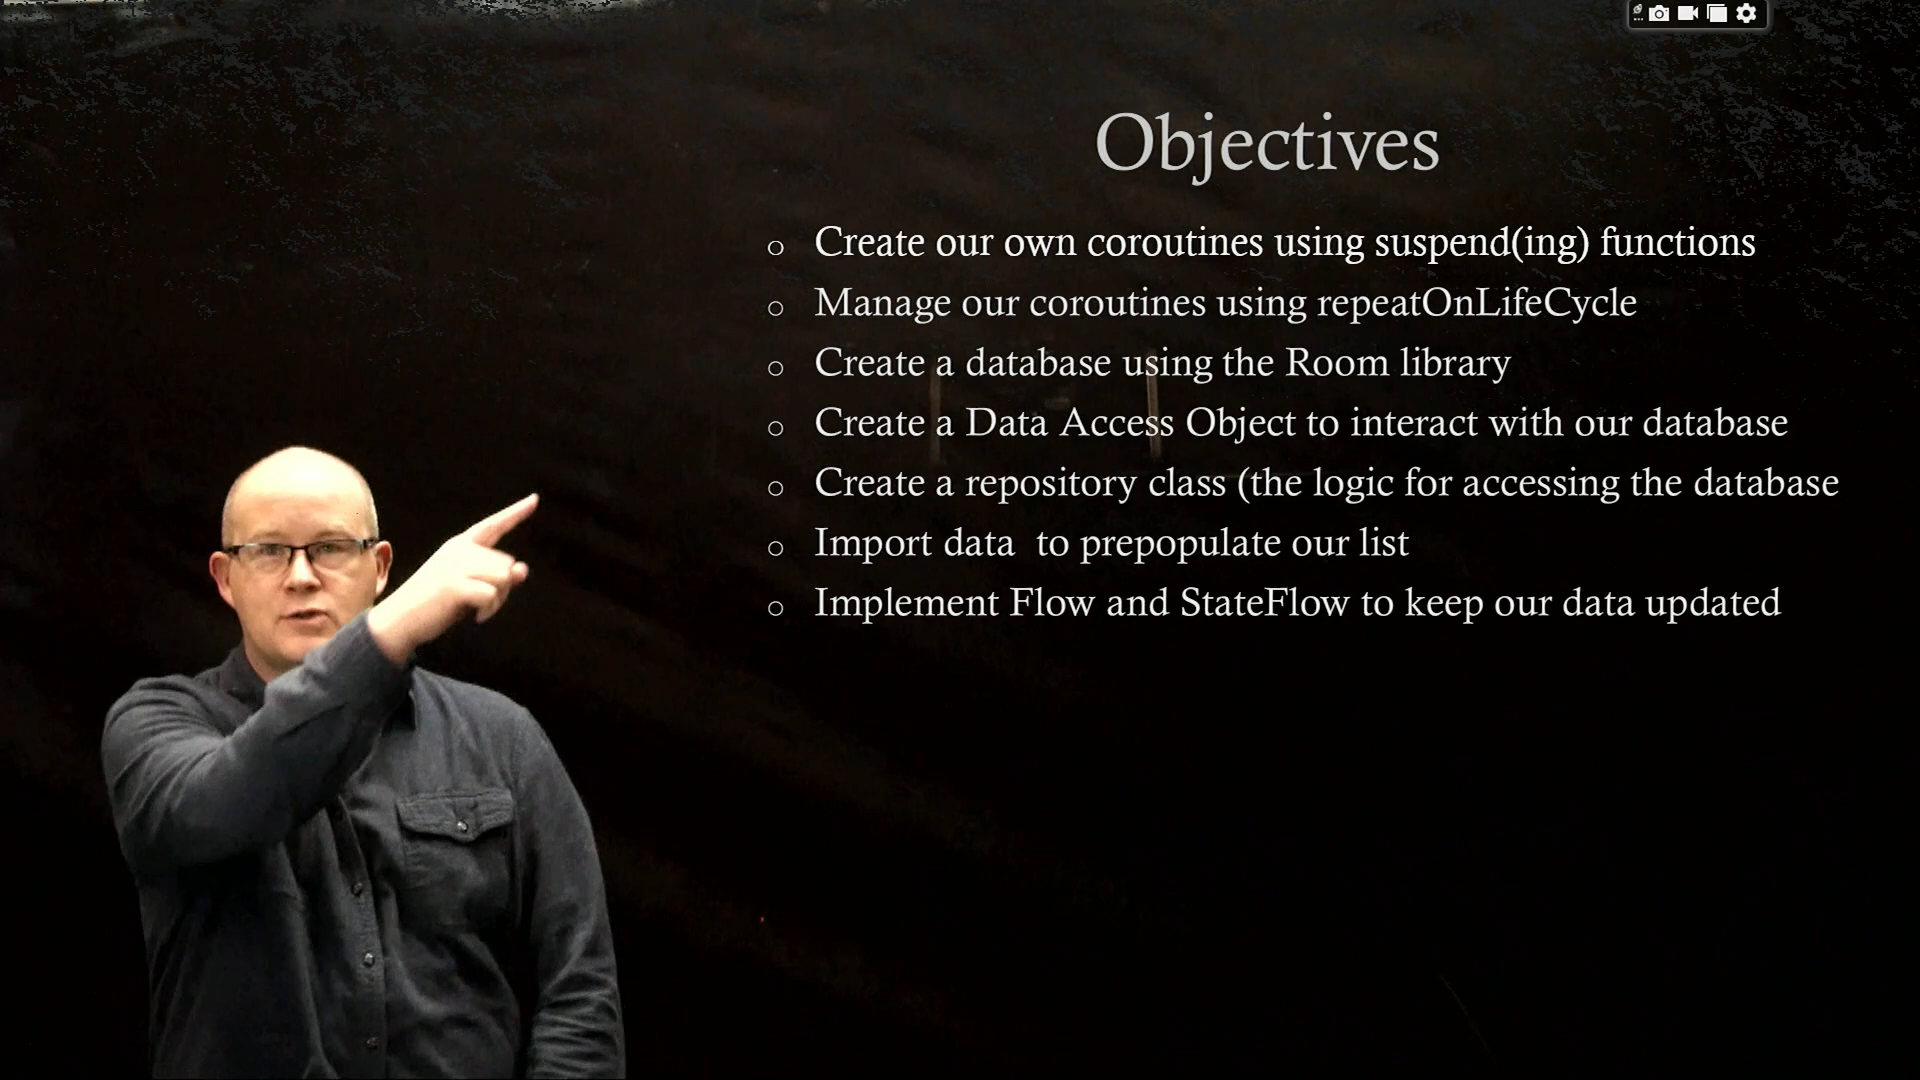 Objectives
Create our own coroutines using suspend(ing) functions
Manage our coroutines using repeatOnLifeCycle
Create a database using the Room library
Create a Data Access Object to interact with our database
Create a repository class (the logic for accessing the database
Import data  to prepopulate our list
Implement Flow and StateFlow to keep our data updated